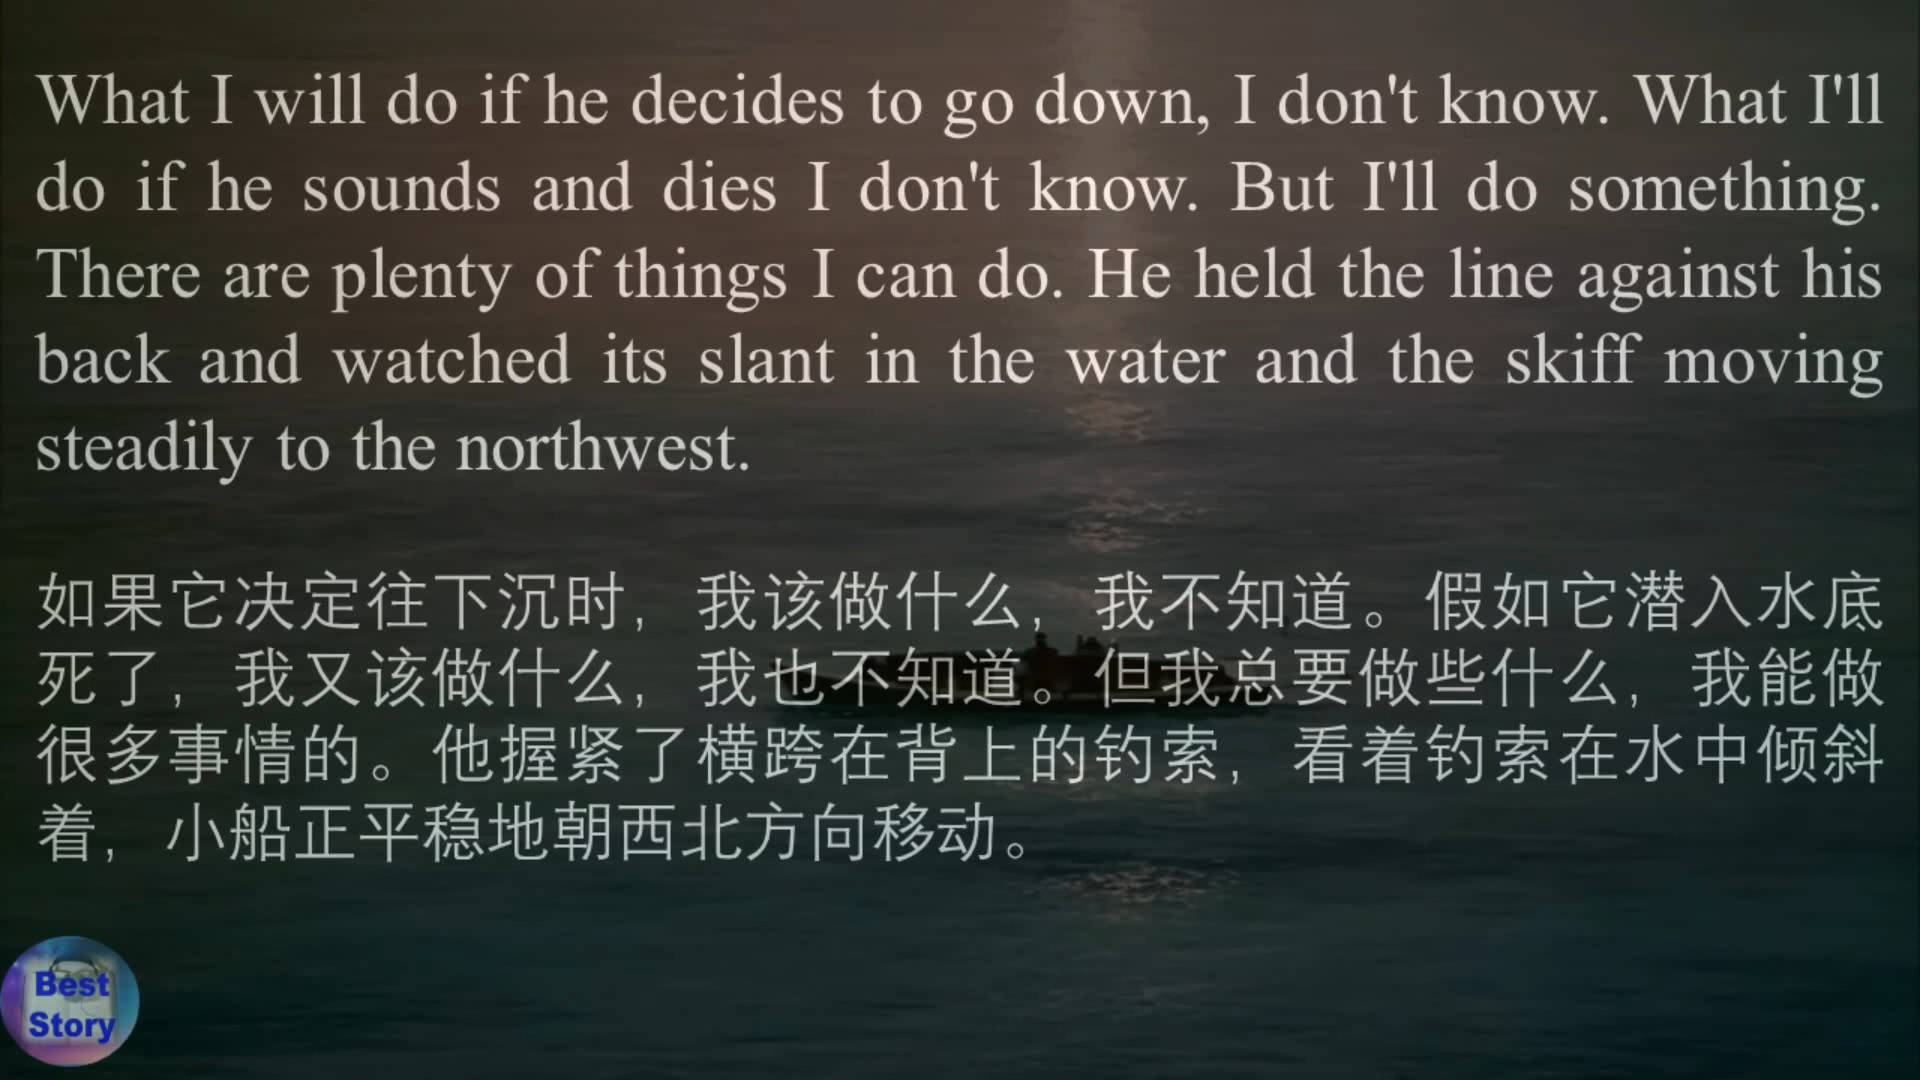 What I will do if he decides to go down, I don't know. What I'll
do if he sounds and dies I don't know. But I'll do something.
There are plenty of things I can do. He held the line against his
back and watched its slant in the water and the skiff moving
steadily to the northwest.
如果它决定往下沉时，我该做什么，我不知道。假如它潜入水底
死了，我又该做什么，我也不知道。但我总要做些什么，我能做
很多事情的。他握紧了横跨在背上的钓索，看着钓索在水中倾斜
着，小船正平稳地朝西北方向移动。
Best
Story